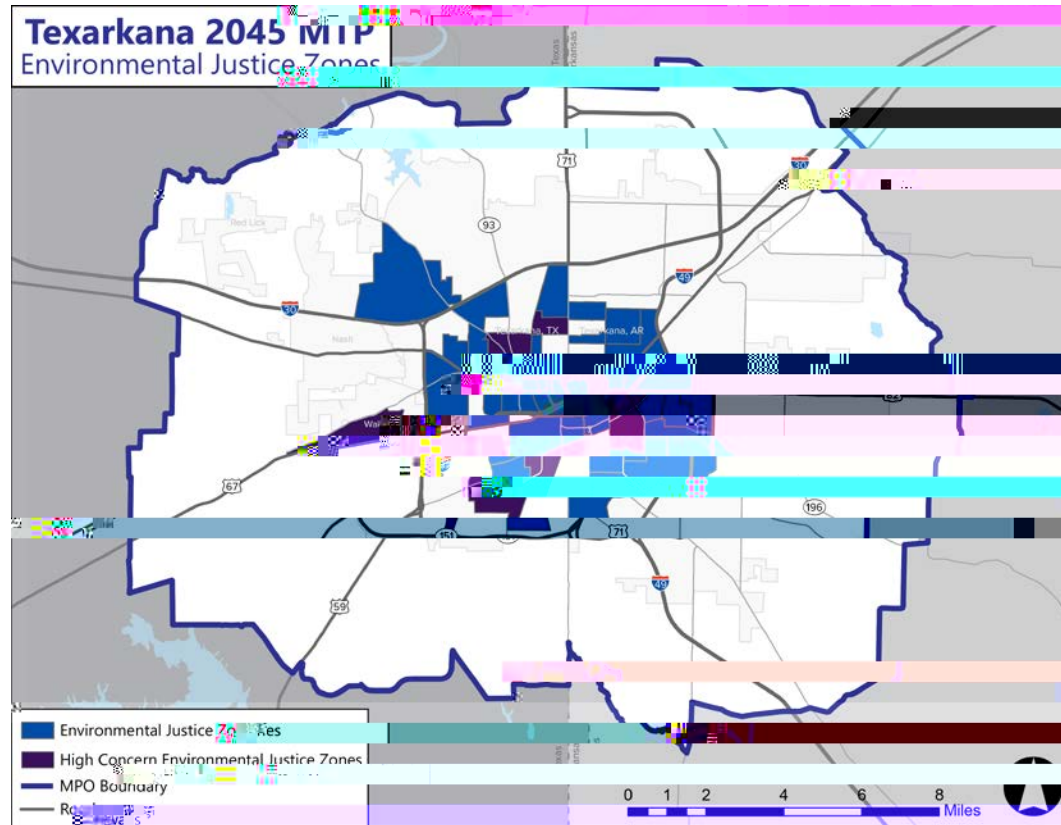 Texarkana 2045 MTP
Environmental Justice Zones
Texas
Arkansas
71
30
Red Lick
93
49
30
Texarkana, TX
Texarkana, AR
Nash
82
67
196
151
71
59
49
Environmental Justice
High Concern Environmental Justice Zones
MPO Boundary
0 1 2 4 6 8
Miles